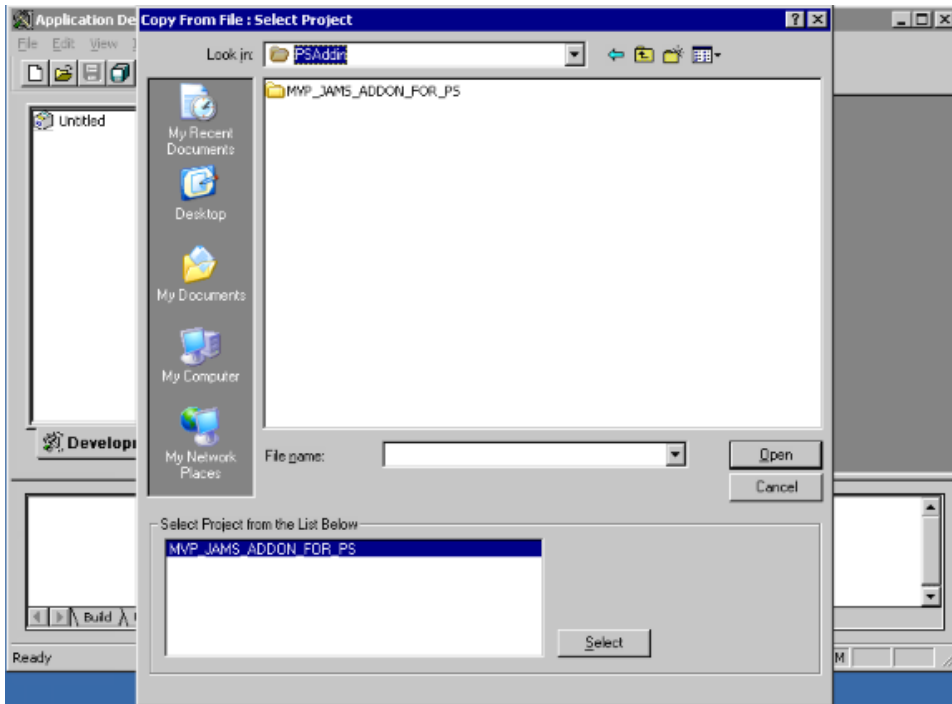 Application De
Copy From File : Select Project
File Edit View
Look in:
PSAddin
MVP_JAMS_ADDON_FOR_PS
Untitled
My Recent
Documents
Desktop
My Documents
My Computer
My Network
Places
Develop
File name:
Open
Cancel
Select Project from the List Below
MVP_JAMS_ADDON_FOR_PS
Select
Build
Ready
M